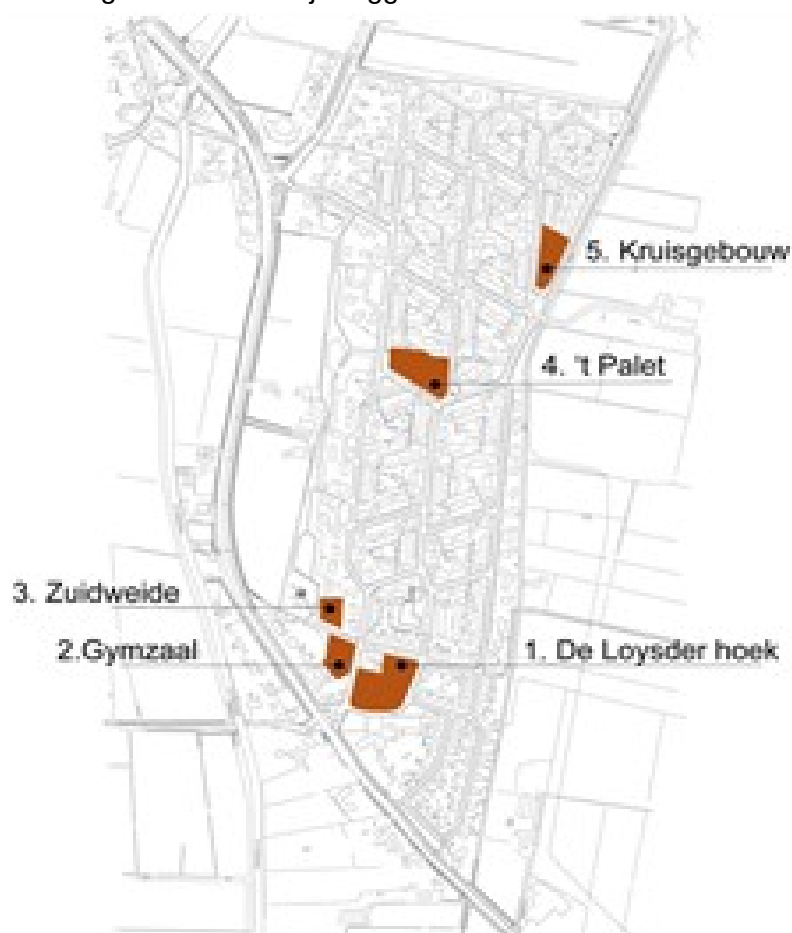 5. Kruisgebouw
4. 't Palet
3. Zuidweide
2.Gymzaal
1. De Loysder hoek